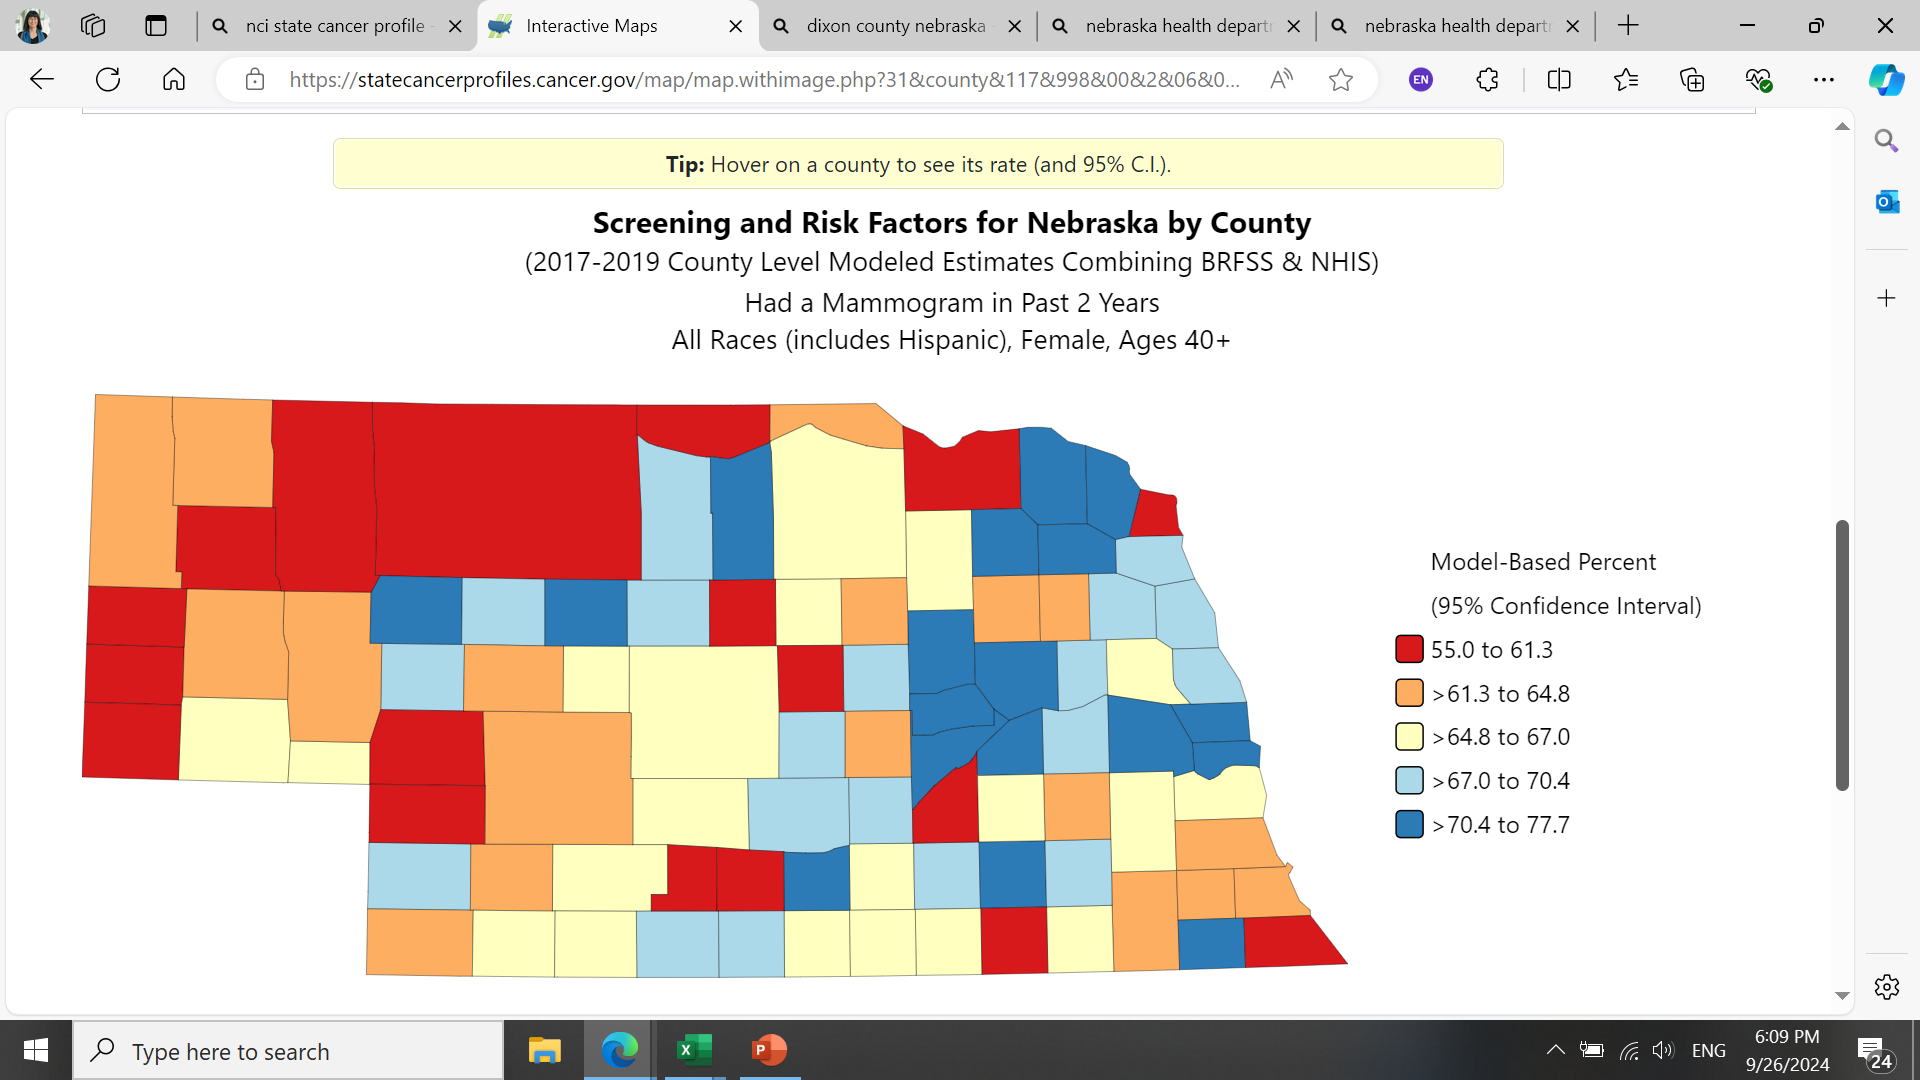 nci state cancer profile
Interactive Maps
dixon county nebraska
nebraska health depart
nebraska health depart
https://statecancerprofiles.cancer.gov/map/map.withimage.php?31&county&117&998&00&2&06&0...
EN
Tip: Hover on a county to see its rate (and 95% C.I.).
Screening and Risk Factors for Nebraska by County
(2017-2019 County Level Modeled Estimates Combining BRFSS & NHIS)
Had a Mammogram in Past 2 Years
All Races (includes Hispanic), Female, Ages 40+
Model-Based Percent
(95% Confidence Interval)
55.0 to 61.3
>61.3 to 64.8
>64.8 to 67.0
>67.0 to 70.4
>70.4 to 77.7
Type here to search
ENG
6:09 PM
9/26/2024
24